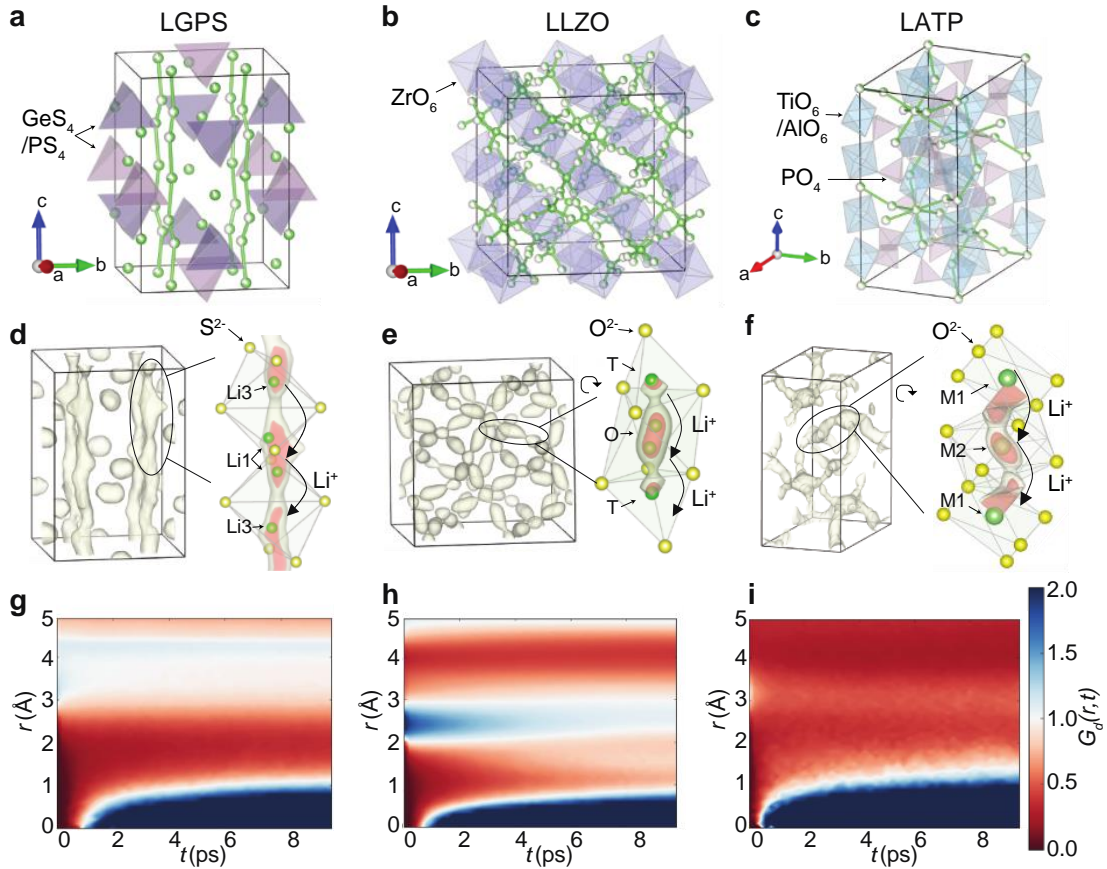 a LGPS
GeS4
/PS4
c
a
b
b LLZO
ZrO6
c
a
b
c LATP
TiO6
/AlO6
PO4
c
a
b
d
S2-
Li3
Li1
Li+
Li3
e
O2-
T
Li+
O
Li+
T
f
O2-
M1
Li+
M2
Li+
M1
g
5
4
3
2
1
0
r (Å)
0 2 4 6 8
t (ps)
h
5
4
3
2
1
0
r (Å)
0 2 4 6 8
t (ps)
i
5
4
3
2
1
0
r (Å)
0 2 4 6 8
t (ps)
2.0
1.5
1.0
0.5
0.0
Gd(r,t)